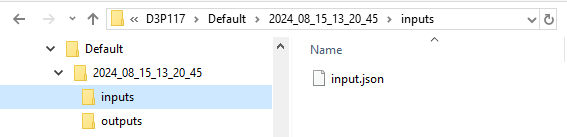 « D3P117 > Default > 2024_08_15_13_20_45 > inputs
Default
2024_08_15_13_20_45
inputs
outputs
Name
input.json